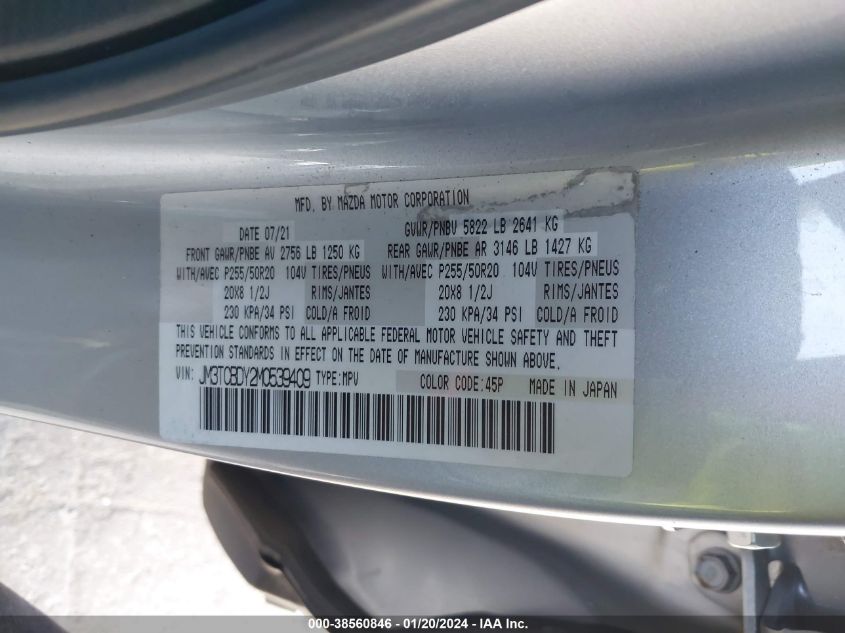 MFD. BY MAZDA MOTOR CORPORATION
DATE 07/21 GVWR/PNBV 5822 LB 2641 KG
FRONT GAWR/PNBE AV 2756 LB 1250 KG REAR GAWR/PNBE AR 3146 LB 1427 KG
WITH/AVEC P255/50R20 104V TIRES/PNEUS WITH/AVEC P255/50R20 104V TIRES/PNEUS
20X8 1/2J RIMS/JANTES 20X8 1/2J RIMS/JANTES
230 KPA/34 PSI COLD/A FROID 230 KPA/34 PSI COLD/A FROID
THIS VEHICLE CONFORMS TO ALL APPLICABLE FEDERAL MOTOR VEHICLE SAFETY AND THEFT
PREVENTION STANDARDS IN EFFECT ON THE DATE OF MANUFACTURE SHOWN ABOVE.
VIN: JM3TCBDY2M0539409 TYPE:MPV COLOR CODE:45P MADE IN JAPAN
000-38560846 - 01/20/2024 - IAAI Inc.